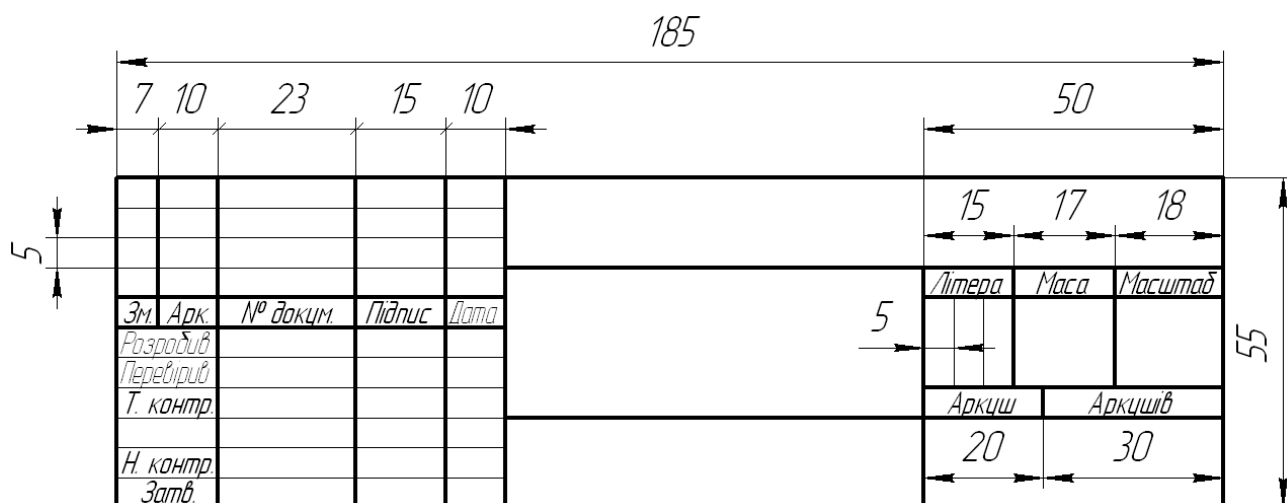 185
7 10 23 15 10 50
15 17 18
5
Літера Маса Масштаб
Зм. Арк. № докум. Підпис Дата
5
Розробив
55
Перевірив
Т. контр.
Аркуш Аркушів
20 30
Н. контр.
Затв.